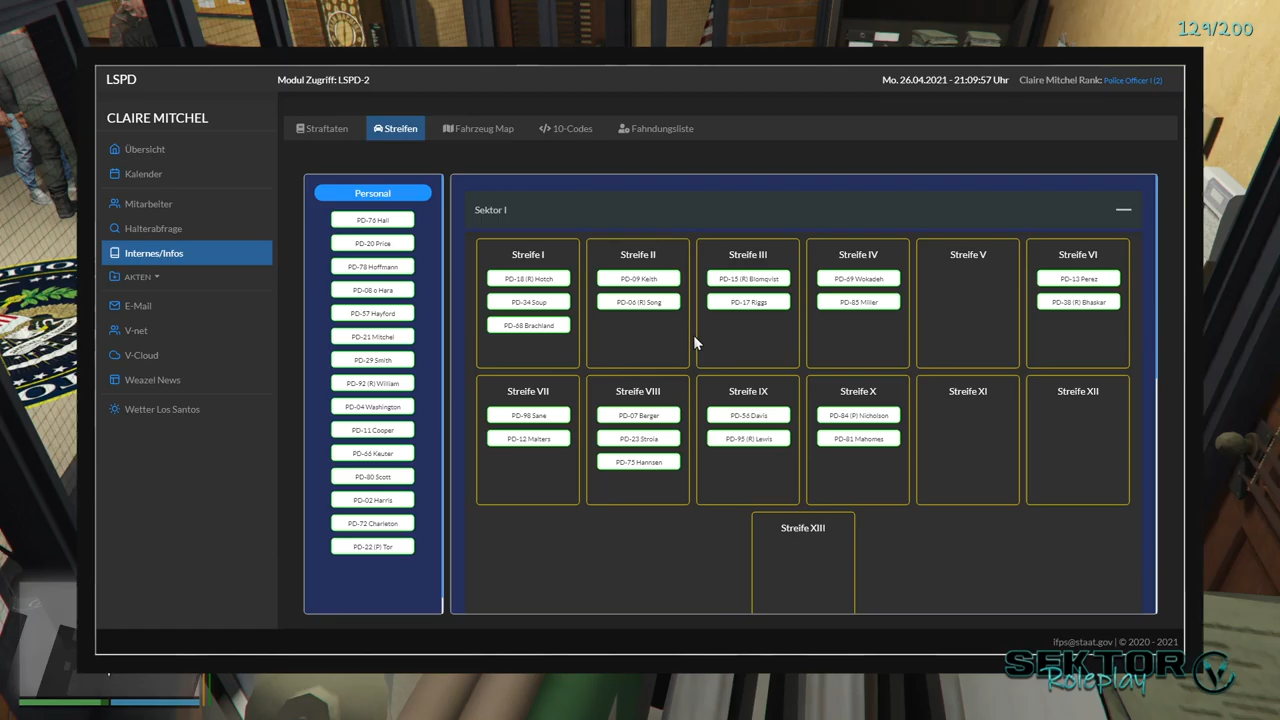 129/200
LSPD
Modul Zugriff: LSPD-2
Mo. 26.04.2021 - 21:09:57 Uhr
Claire Mitchel Rank: Police Officer I (2)
CLAIRE MITCHEL
Übersicht
Kalender
Mitarbeiter
Halterabfrage
Internes/Infos
AKTEN
E-Mail
V-net
V-Cloud
Weazel News
Wetter Los Santos
Straftaten
Streifen
Fahrzeug Map
10-Codes
Fahndungsliste
Personal
PD-76 Hall
PD-20 Price
PD-78 Hoffmann
PD-08 o Hara
PD-57 Hayford
PD-21 Mitchel
PD-29 Smith
PD-92 (R) William
PD-04 Washington
PD-11 Cooper
PD-66 Keuter
PD-80 Scott
PD-02 Harris
PD-72 Charleton
PD-22 (P) Tor
Sektor I
Streife I
PD-18 (R) Hotch
PD-34 Soup
PD-68 Brachland
Streife II
PD-09 Keith
PD-06 (R) Song
Streife III
PD-15 (R) Blomqvist
PD-17 Riggs
Streife IV
PD-69 Wokadeh
PD-85 Miller
Streife V
Streife VI
PD-13 Perez
PD-38 (R) Bhaskar
Streife VII
PD-98 Sane
PD-12 Malters
Streife VIII
PD-07 Berger
PD-23 Stroia
PD-75 Hannsen
Streife IX
PD-56 Davis
PD-95 (R) Lewis
Streife X
PD-84 (P) Nicholson
PD-81 Mahomes
Streife XI
Streife XII
Streife XIII
ifps@staat.gov | © 2020 - 2021
SEKTOR
Roleplay